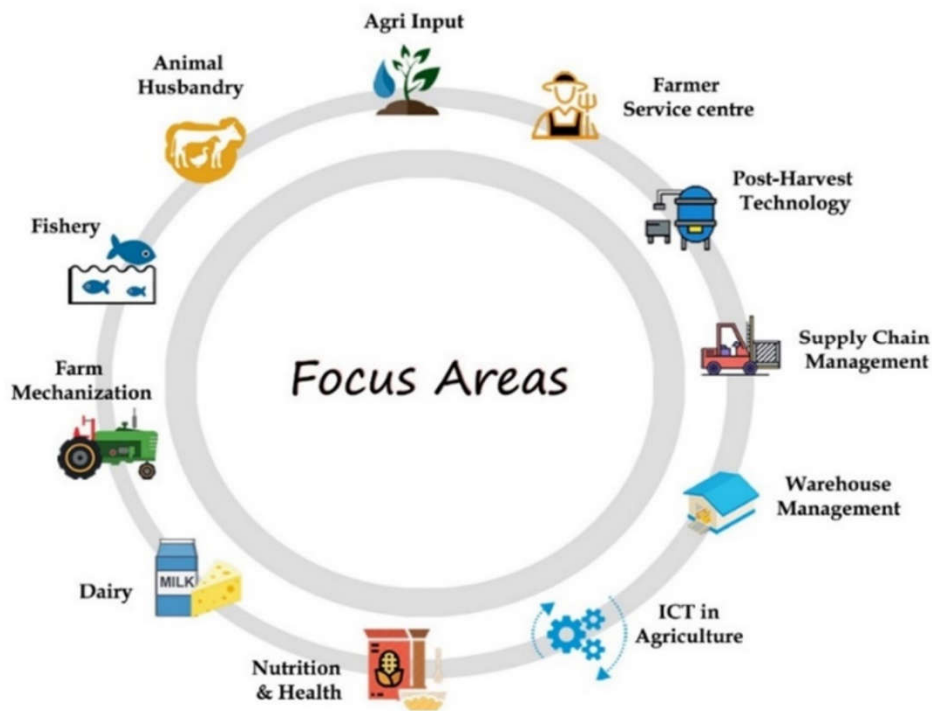 Agri Input
Farmer
Service centre
Post-Harvest
Technology
Supply Chain
Management
Warehouse
Management
ICT in
Agriculture
Nutrition
& Health
Dairy
MILK
Farm
Mechanization
Fishery
Animal
Husbandry
Focus Areas